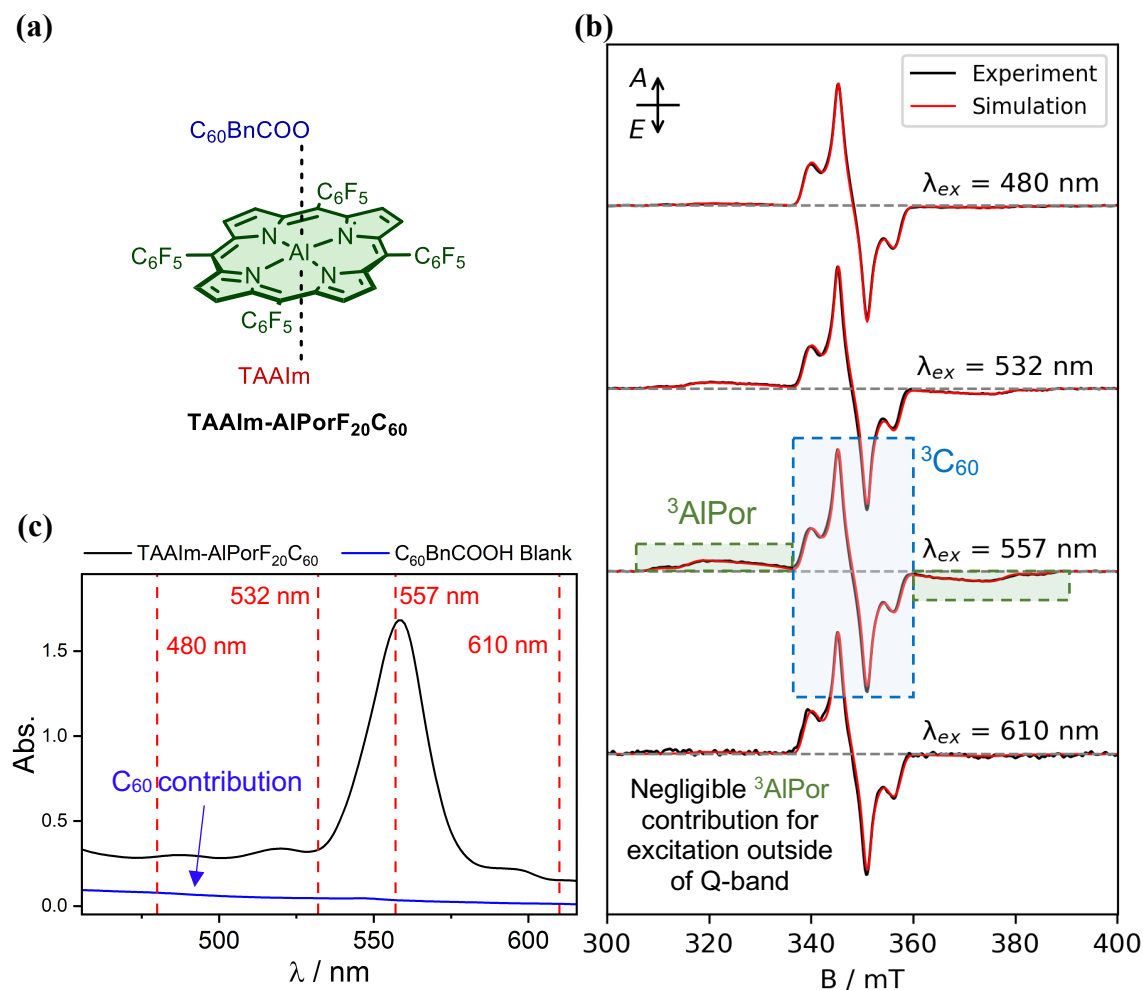 (a)
C₆₀BnCOO
C₆F₅
C₆F₅
C₆F₅
C₆F₅
N
N
Al
N
N
TAAIm
TAAIm-AlPorF₂₀C₆₀
(b)
A
E
Experiment
Simulation
λex = 480 nm
λex = 532 nm
³C₆₀
³AlPor
λex = 557 nm
λex = 610 nm
Negligible ³AlPor
contribution for
excitation outside
of Q-band
300 320 340 360 380 400
B / mT
(c)
TAAIm-AlPorF₂₀C₆₀ C₆₀BnCOOH Blank
532 nm 557 nm
480 nm 610 nm
C₆₀ contribution
Abs.
1.5
1.0
0.5
0.0
500 550 600
λ / nm